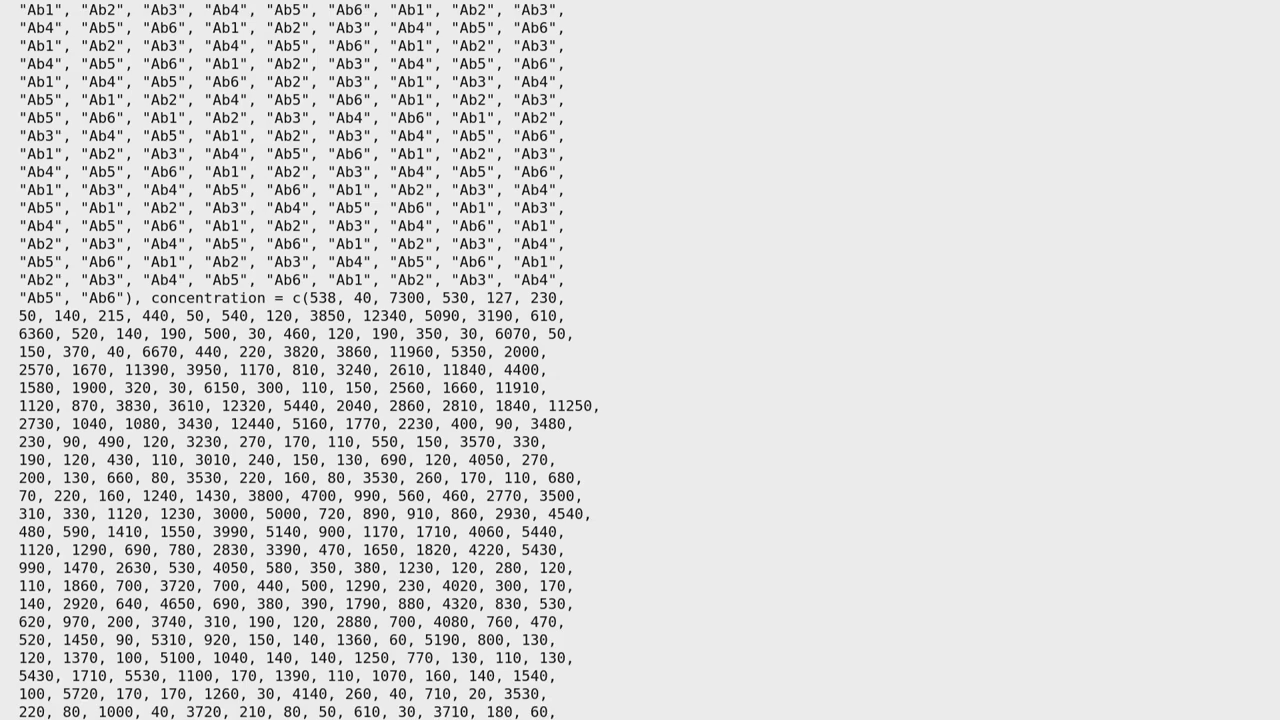 "Ab1", "Ab2", "Ab3", "Ab4", "Ab5", "Ab6", "Ab1", "Ab2", "Ab3",
"Ab4", "Ab5", "Ab6", "Ab1", "Ab2", "Ab3", "Ab4", "Ab5", "Ab6",
"Ab1", "Ab2", "Ab3", "Ab4", "Ab5", "Ab6", "Ab1", "Ab2", "Ab3",
"Ab4", "Ab5", "Ab6", "Ab1", "Ab2", "Ab3", "Ab4", "Ab5", "Ab6",
"Ab1", "Ab4", "Ab5", "Ab6", "Ab2", "Ab3", "Ab1", "Ab3", "Ab4",
"Ab5", "Ab1", "Ab2", "Ab4", "Ab5", "Ab6", "Ab1", "Ab2", "Ab3",
"Ab5", "Ab6", "Ab1", "Ab2", "Ab3", "Ab4", "Ab6", "Ab1", "Ab2",
"Ab3", "Ab4", "Ab5", "Ab1", "Ab2", "Ab3", "Ab4", "Ab5", "Ab6",
"Ab1", "Ab2", "Ab3", "Ab4", "Ab5", "Ab6", "Ab1", "Ab2", "Ab3",
"Ab4", "Ab5", "Ab6", "Ab1", "Ab2", "Ab3", "Ab4", "Ab5", "Ab6",
"Ab1", "Ab3", "Ab4", "Ab5", "Ab6", "Ab1", "Ab2", "Ab3", "Ab4",
"Ab5", "Ab1", "Ab2", "Ab3", "Ab4", "Ab5", "Ab6", "Ab1", "Ab3",
"Ab4", "Ab5", "Ab6", "Ab1", "Ab2", "Ab3", "Ab4", "Ab6", "Ab1",
"Ab2", "Ab3", "Ab4", "Ab5", "Ab6", "Ab1", "Ab2", "Ab3", "Ab4",
"Ab5", "Ab6", "Ab1", "Ab2", "Ab3", "Ab4", "Ab5", "Ab6", "Ab1",
"Ab2", "Ab3", "Ab4", "Ab5", "Ab6", "Ab1", "Ab2", "Ab3", "Ab4",
"Ab5", "Ab6"), concentration = c(538, 40, 7300, 530, 127, 230,
50, 140, 215, 440, 50, 540, 120, 3850, 12340, 5090, 3190, 610,
6360, 520, 140, 190, 500, 30, 460, 120, 190, 350, 30, 6070, 50,
150, 370, 40, 6670, 440, 220, 3820, 3860, 11960, 5350, 2000,
2570, 1670, 11390, 3950, 1170, 810, 3240, 2610, 11840, 4400,
1580, 1900, 320, 30, 6150, 300, 110, 150, 2560, 1660, 11910,
1120, 870, 3830, 3610, 12320, 5440, 2040, 2860, 2810, 1840, 11250,
2730, 1040, 1080, 3430, 12440, 5160, 1770, 2230, 400, 90, 3480,
230, 90, 490, 120, 3230, 270, 170, 110, 550, 150, 3570, 330,
190, 120, 430, 110, 3010, 240, 150, 130, 690, 120, 4050, 270,
200, 130, 660, 80, 3530, 220, 160, 80, 3530, 260, 170, 110, 680,
70, 220, 160, 1240, 1430, 3800, 4700, 990, 560, 460, 2770, 3500,
310, 330, 1120, 1230, 3000, 5000, 720, 890, 910, 860, 2930, 4540,
480, 590, 1410, 1550, 3990, 5140, 900, 1170, 1710, 4060, 5440,
1120, 1290, 690, 780, 2830, 3390, 470, 1650, 1820, 4220, 5430,
990, 1470, 2630, 530, 4050, 580, 350, 380, 1230, 120, 280, 120,
110, 1860, 700, 3720, 700, 440, 500, 1290, 230, 4020, 300, 170,
140, 2920, 640, 4650, 690, 380, 390, 1790, 880, 4320, 830, 530,
620, 970, 200, 3740, 310, 190, 120, 2880, 700, 4080, 760, 470,
520, 1450, 90, 5310, 920, 150, 140, 1360, 60, 5190, 800, 130,
120, 1370, 100, 5100, 1040, 140, 140, 1250, 770, 130, 110, 130,
5430, 1710, 5530, 1100, 170, 1390, 110, 1070, 160, 140, 1540,
100, 5720, 170, 170, 1260, 30, 4140, 260, 40, 710, 20, 3530,
220, 80, 1000, 40, 3720, 210, 80, 50, 610, 30, 3710, 180, 60,